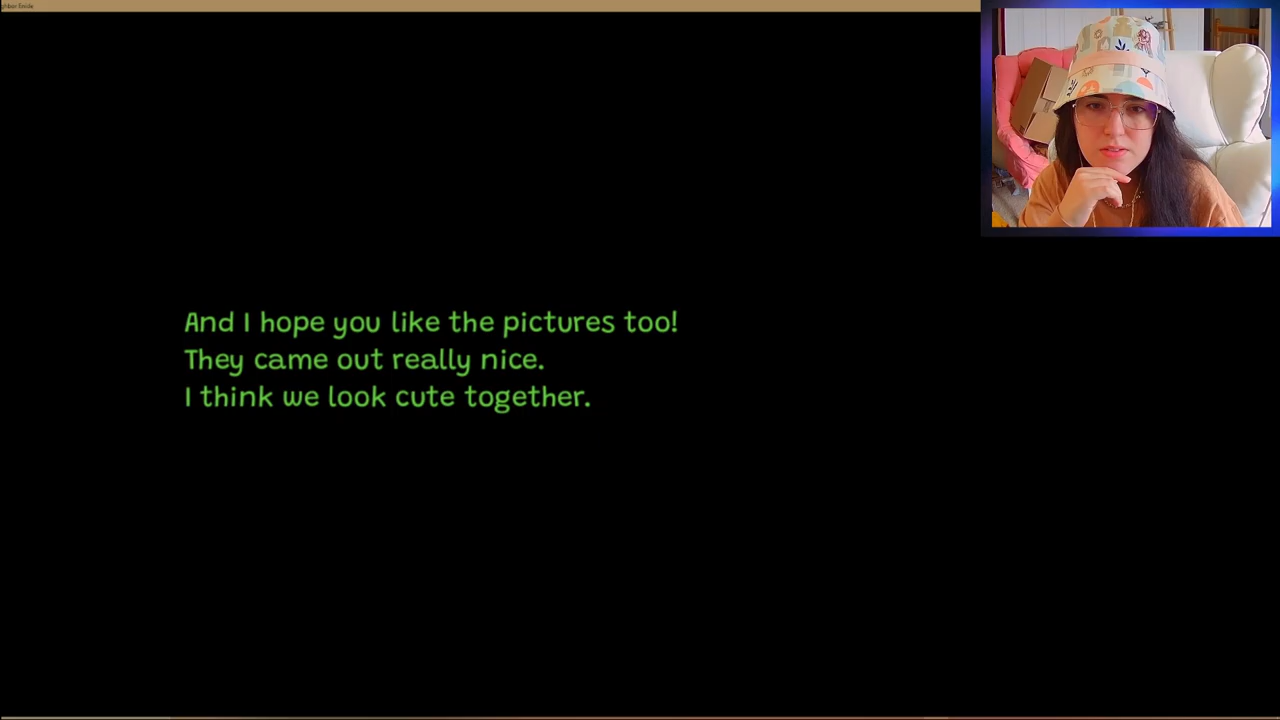 And I hope you like the pictures too!
They came out really nice.
I think we look cute together.